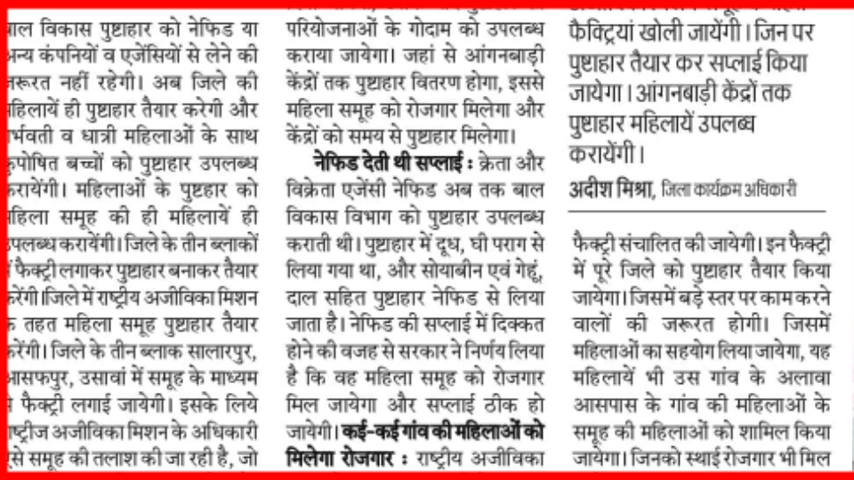 बाल विकास पुष्टाहार को नेफिड या
अन्य कंपनियों व एजेंसियों से लेने की
जरूरत नहीं रहेगी। अब जिले की
महिलायें ही पुष्टाहार तैयार करेगी और
गर्भवती व धात्री महिलाओं के साथ
कुपोषित बच्चों को पुष्टाहार उपलब्ध
करायेंगी। महिलाओं के पुष्टहार को
महिला समूह की ही महिलायें ही
उपलब्ध करायेंगी। जिले के तीन ब्लाकों
में फैक्ट्री लगाकर पुष्टाहार बनाकर तैयार
करेंगी।जिले में राष्ट्रीय अजीविका मिशन
के तहत महिला समूह पुष्टाहार तैयार
करेंगी। जिले के तीन ब्लाक सालारपुर,
आसफपुर, उसावां में समूह के माध्यम
से फैक्ट्री लगाई जायेगी। इसके लिये
राष्ट्रीज अजीविका मिशन के अधिकारी
ऐसे समूह की तलाश की जा रही है, जो
परियोजनाओं के गोदाम को उपलब्ध
कराया जायेगा। जहां से आंगनबाड़ी
केंद्रों तक पुष्टाहार वितरण होगा, इससे
महिला समूह को रोजगार मिलेगा और
केंद्रों को समय से पुष्टाहार मिलेगा।
नेफिड देती थी सप्लाई : क्रेता और
विक्रेता एजेंसी नेफिड अब तक बाल
विकास विभाग को पुष्टाहार उपलब्ध
कराती थी। पुष्टाहार में दूध, घी पराग से
लिया गया था, और सोयाबीन एवं गेहूं,
दाल सहित पुष्टाहार नेफिड से लिया
जाता है। नेफिड की सप्लाई में दिक्कत
होने की वजह से सरकार ने निर्णय लिया
है कि वह महिला समूह को रोजगार
मिल जायेगा और सप्लाई ठीक हो
जायेगी। कई-कई गांव की महिलाओं को
मिलेगा रोजगार : राष्ट्रीय अजीविका
फैक्ट्रियां खोली जायेंगी। जिन पर
पुष्टाहार तैयार कर सप्लाई किया
जायेगा। आंगनबाड़ी केंद्रों तक
पुष्टाहार महिलायें उपलब्ध
करायेंगी।
अदीश मिश्रा, जिला कार्यक्रम अधिकारी
फैक्ट्री संचालित की जायेगी। इन फैक्ट्री
में पूरे जिले को पुष्टाहार तैयार किया
जायेगा। जिसमें बड़े स्तर पर काम करने
वालों की जरूरत होगी। जिसमें
महिलाओं का सहयोग लिया जायेगा, यह
महिलायें भी उस गांव के अलावा
आसपास के गांव की महिलाओं के
समूह की महिलाओं को शामिल किया
जायेगा। जिनको स्थाई रोजगार भी मिल